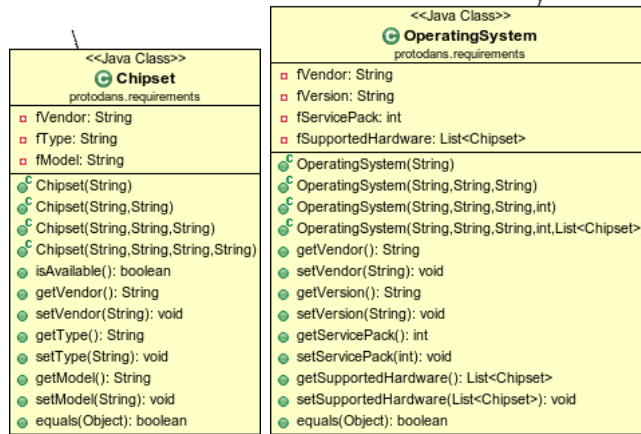 <<Java Class>>
C Chipset
protodans.requirements
fVendor: String
fType: String
fModel: String
C Chipset(String)
C Chipset(String,String)
C Chipset(String,String,String)
C Chipset(String,String,String,String)
isAvailable(): boolean
getVendor(): String
setVendor(String): void
getType(): String
setType(String): void
getModel(): String
setModel(String): void
equals(Object): boolean
<<Java Class>>
C OperatingSystem
protodans.requirements
fVendor: String
fVersion: String
fServicePack: int
fSupportedHardware: List<Chipset>
C OperatingSystem(String)
C OperatingSystem(String,String,String)
C OperatingSystem(String,String,String,int)
C OperatingSystem(String,String,String,int,List<Chipset>
getVendor(): String
setVendor(String): void
getVersion(): String
setVersion(String): void
getServicePack(): int
setServicePack(int): void
getSupportedHardware(): List<Chipset>
setSupportedHardware(List<Chipset>): void
equals(Object): boolean